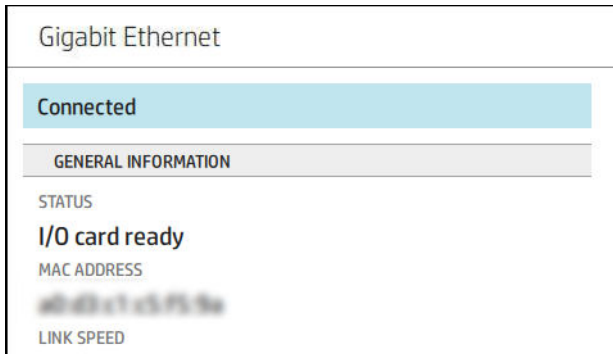 Gigabit Ethernet
Connected
GENERAL INFORMATION
STATUS
I/O card ready
MAC ADDRESS
LINK SPEED